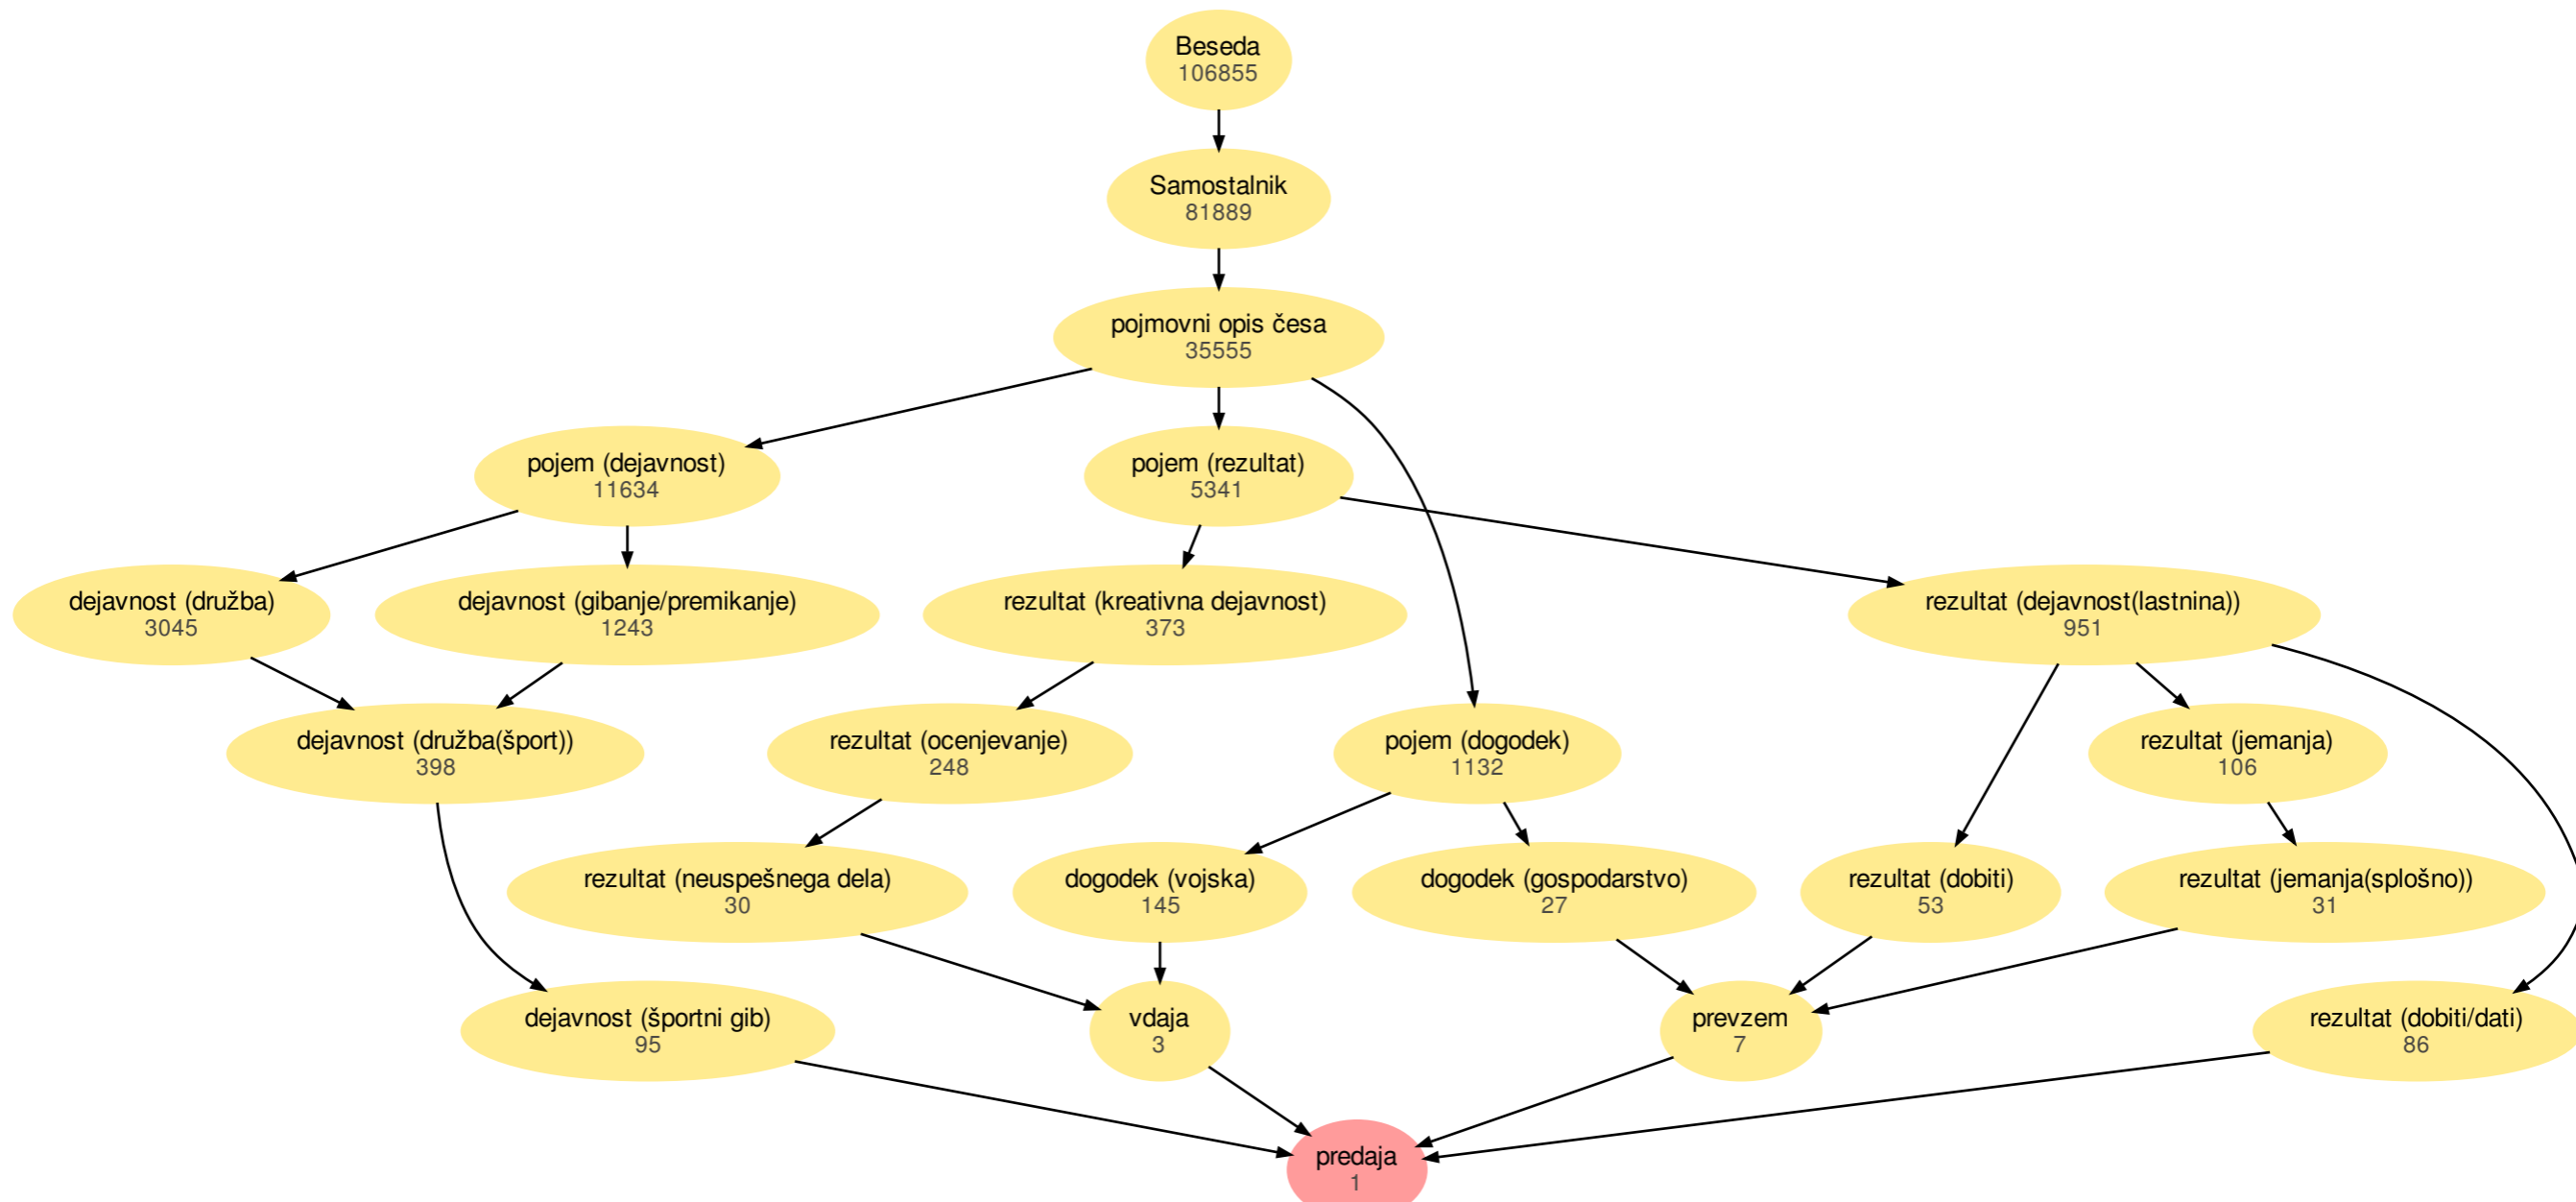 Beseda
106855
Samostalnik
81889
pojmovni opis česa
35555
pojem (dejavnost)
11634
pojem (rezultat)
5341
dejavnost (družba)
3045
dejavnost (gibanje/premikanje)
1243
rezultat (kreativna dejavnost)
373
rezultat (dejavnost(lastnina))
951
dejavnost (družba(šport))
398
rezultat (ocenjevanje)
248
pojem (dogodek)
1132
rezultat (jemanja)
106
rezultat (neuspešnega dela)
30
dogodek (vojska)
145
dogodek (gospodarstvo)
27
rezultat (dobiti)
53
rezultat (jemanja(splošno))
31
dejavnost (športni gib)
95
vdaja
3
prevzem
7
rezultat (dobiti/dati)
86
predaja
1